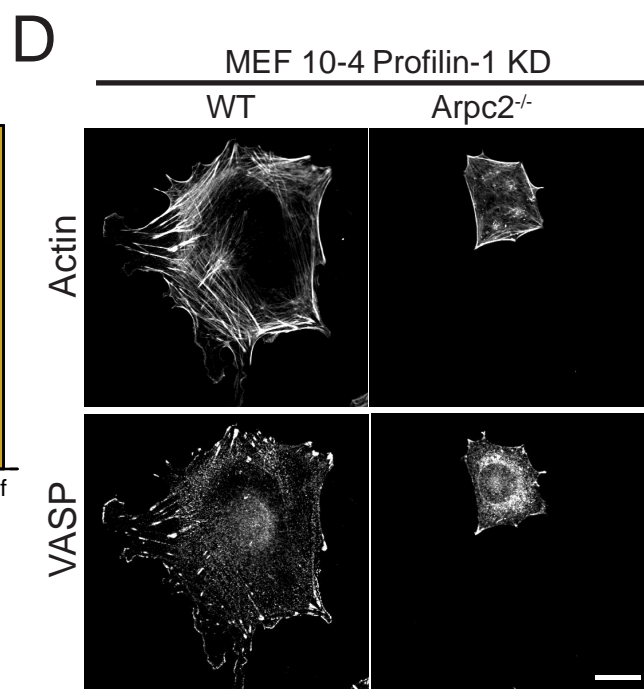 D
MEF 10-4 Profilin-1 KD
WT
Arpc2-/-
Actin
VASP
f